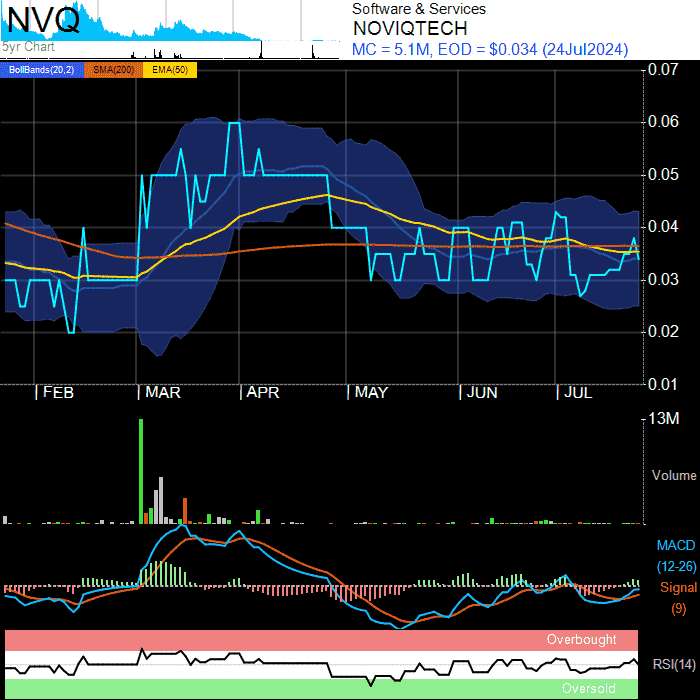 NVQ
5yr Chart
Software & Services
NOVIQTECH
MC = 5.1M, EOD = $0.034 (24Jul2024)
BollBands(20,2) SMA(200) EMA(50)
0.07
0.06
0.05
0.04
0.03
0.02
0.01
FEB MAR APR MAY JUN JUL
13M
Volume
MACD
(12-26)
Signal
(9)
Overbought
RSI(14)
Oversold